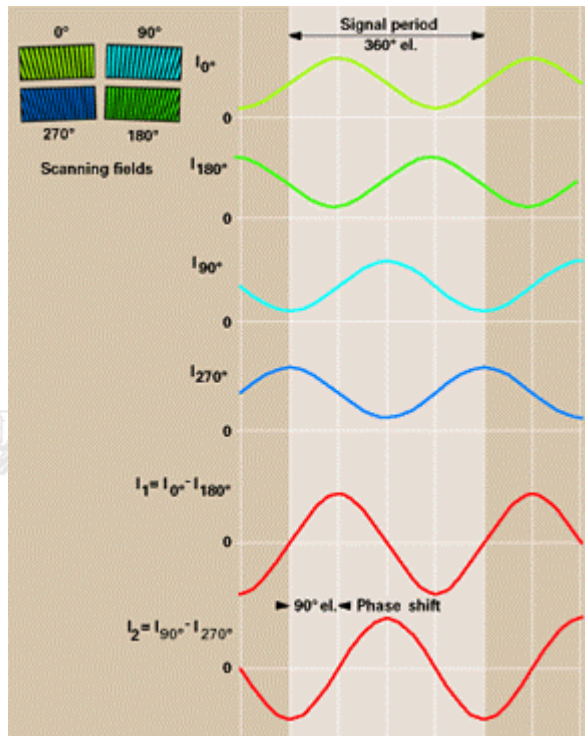 0° 90°
270° 180°
Scanning fields
Signal period
360° el.
I0°
0
I180°
0
I90°
0
I270°
0
I1= I0°- I180°
0
90° el. Phase shift
I2= I90°- I270°
0